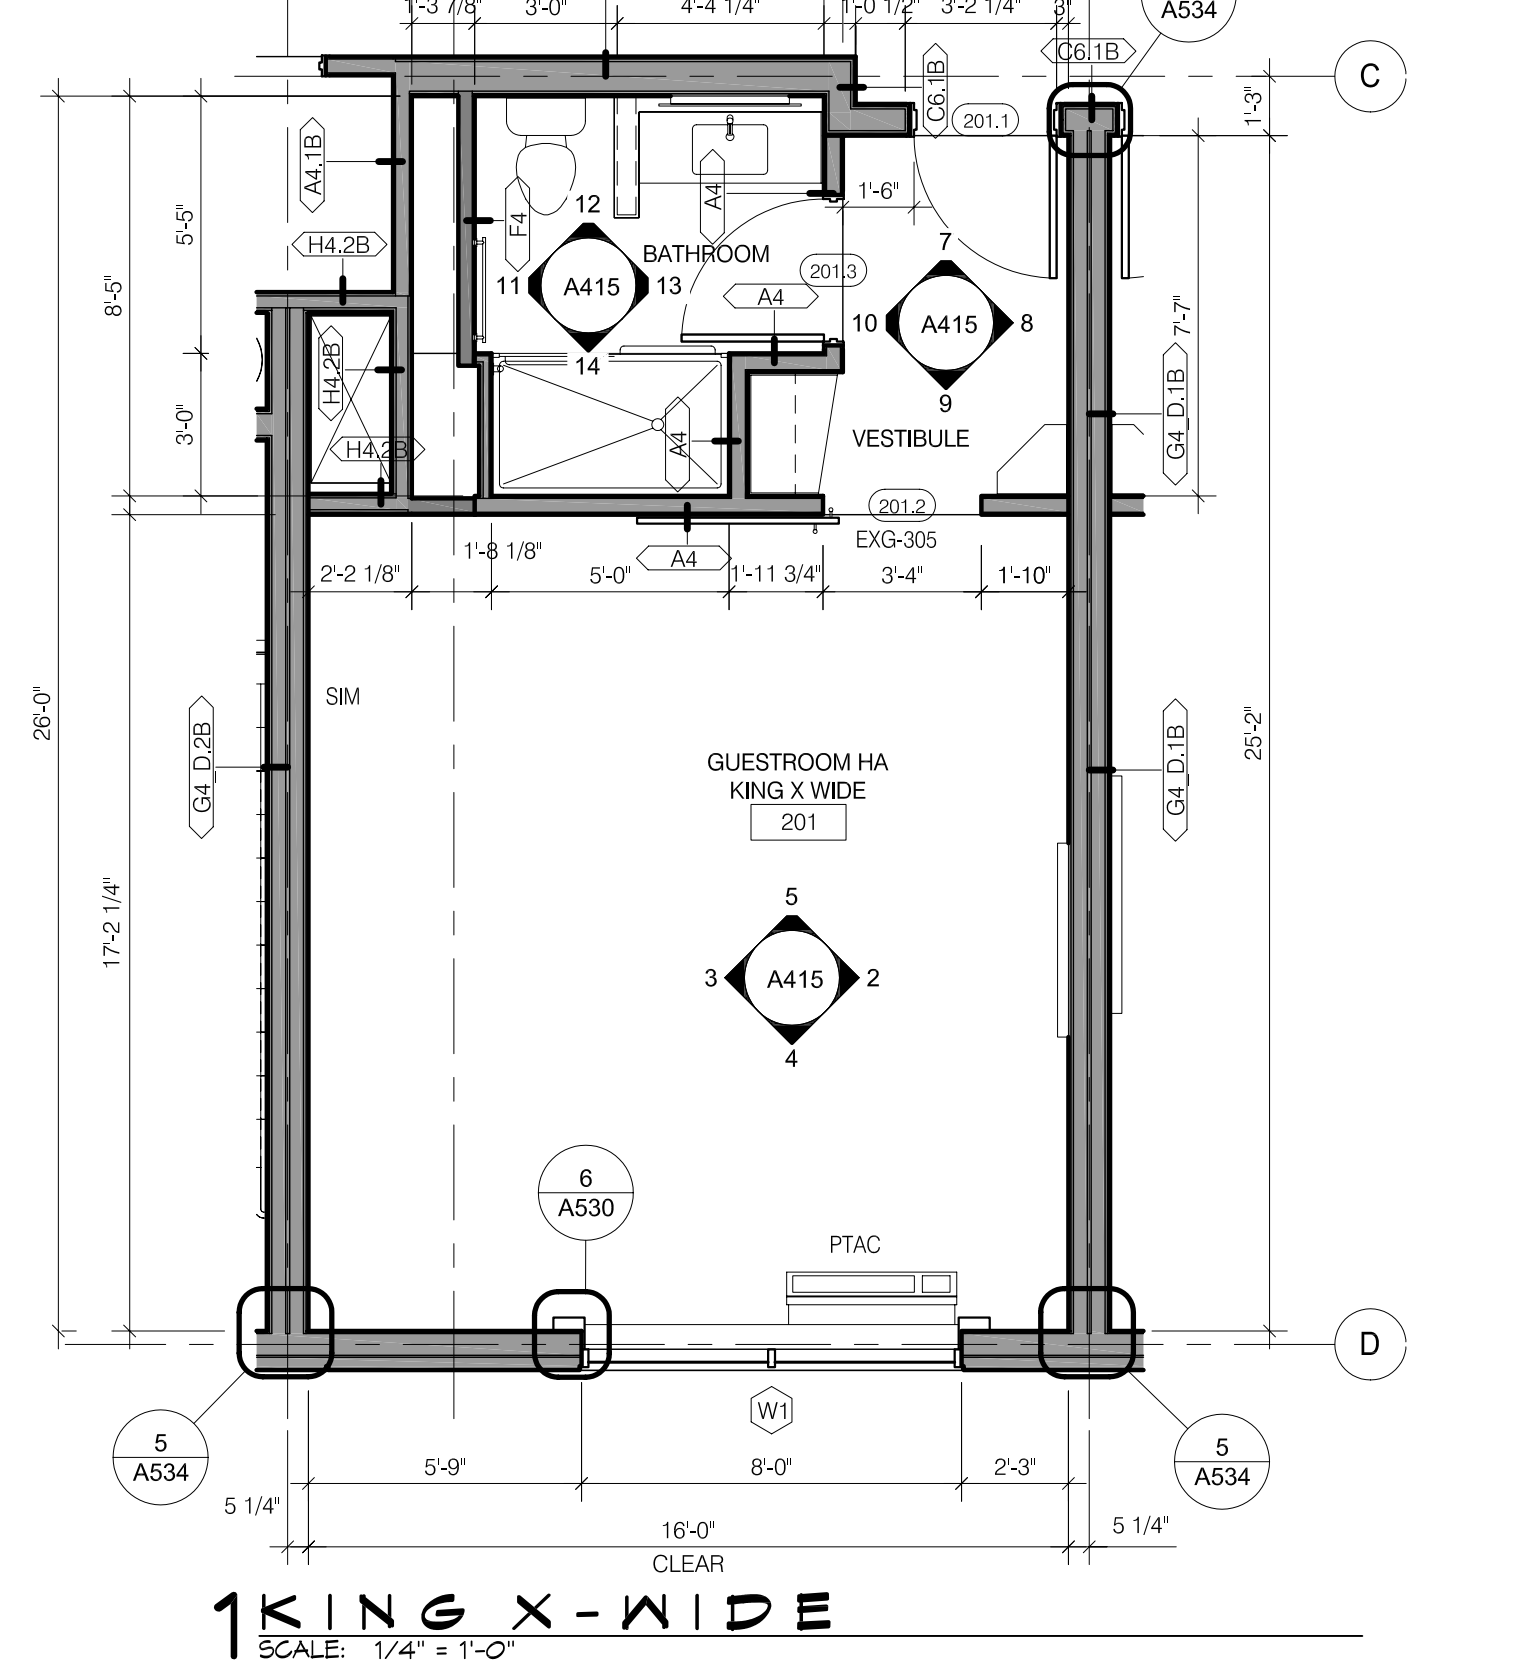 1'-3 7/8"
3'-0"
4'-4 1/4"
1'-0 1/2"
3'-2 1/4"
3"
A534
C6.1B
C6.1B
C
201.1
1'-3"
A4.1B
F4
A4
1'-6"
5'-5"
H4.2B
12
BATHROOM
7
201.3
11
A415
13
A4
8'-5"
10
A415
8
7'-7"
14
H4.2B
9
G4_D.1B
3'-0"
H4.2B
A4
VESTIBULE
201.2
EXG-305
1'-8 1/8"
A4
2'-2 1/8"
5'-0"
1'-11 3/4"
3'-4"
1'-10"
26'-0"
SIM
G4_D.2B
GUESTROOM HA
KING X WIDE
201
G4_D.1B
25'-2"
17'-2 1/4"
5
3
A415
2
4
6
A530
PTAC
D
W1
5
A534
5
A534
5'-9"
8'-0"
2'-3"
5 1/4"
16'-0"
5 1/4"
CLEAR
1 KING X-WIDE
SCALE: 1/4" = 1'-0"